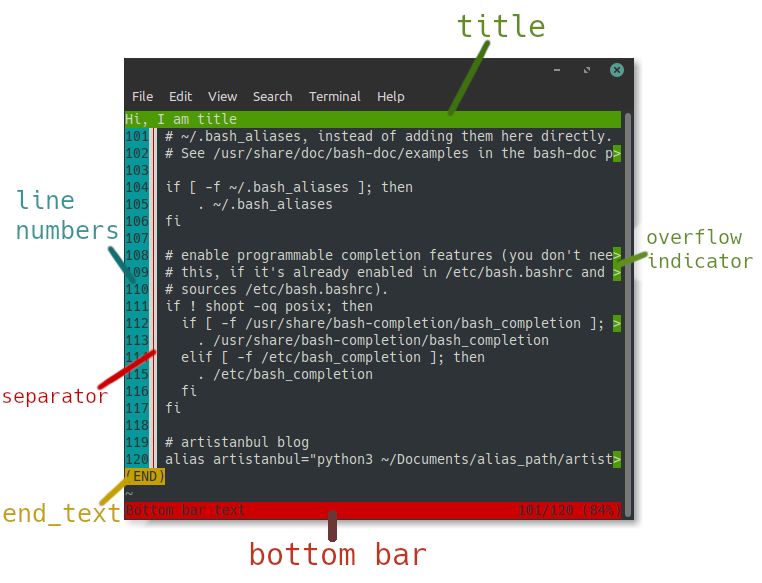 title
File Edit View Search Terminal Help
Hi, I am title
101 # ~/.bash_aliases, instead of adding them here directly.
102 # See /usr/share/doc/bash-doc/examples in the bash-doc p>
103
104 if [ -f ~/.bash_aliases ]; then
105     . ~/.bash_aliases
106 fi
107
108 # enable programmable completion features (you don't nee>
109 # this, if it's already enabled in /etc/bash.bashrc and >
110 # sources /etc/bash.bashrc).
111 if ! shopt -oq posix; then
112   if [ -f /usr/share/bash-completion/bash_completion ]; >
113     . /usr/share/bash-completion/bash_completion
114   elif [ -f /etc/bash_completion ]; then
115     . /etc/bash_completion
116   fi
117 fi
118
119 # artistanbul blog
120 alias artistanbul="python3 ~/Documents/alias_path/artist>
(END)
~
Bottom bar text 101/120 (84%)
line
numbers
overflow
indicator
separator
end_text
bottom bar